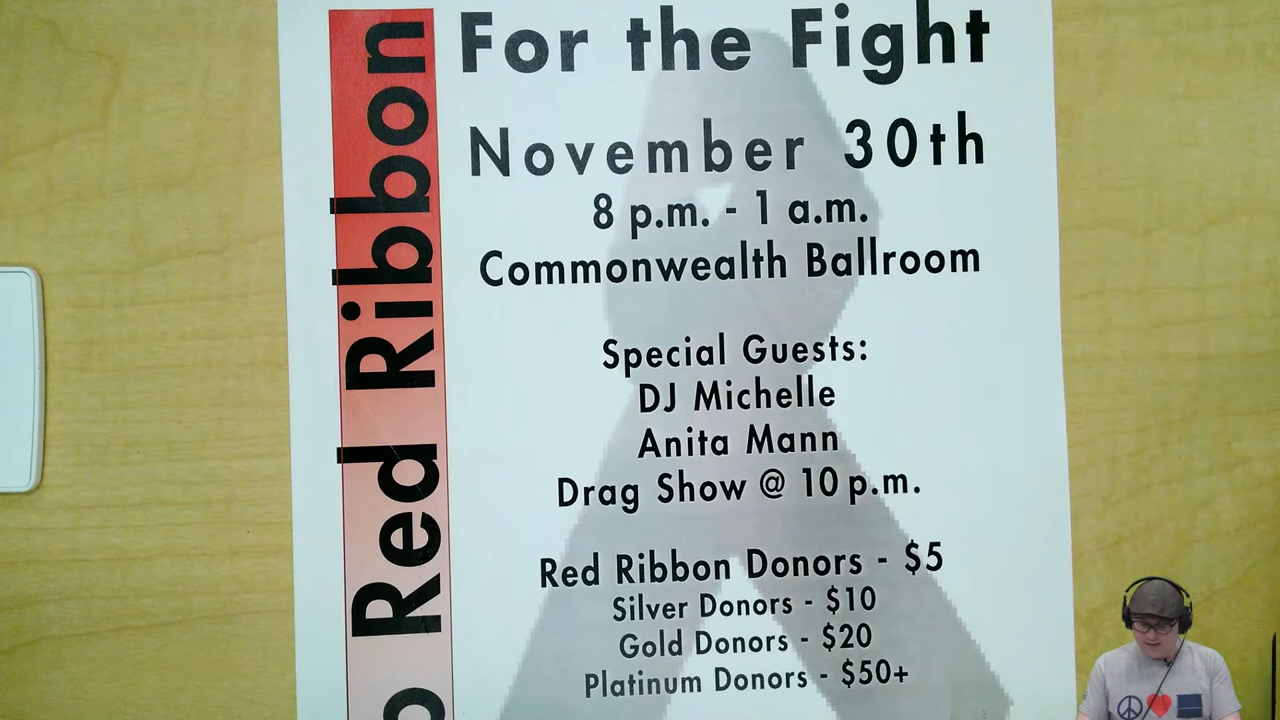 For the Fight
November 30th
8 p.m. - 1 a.m.
Commonwealth Ballroom
Special Guests:
DJ Michelle
Anita Mann
Drag Show @ 10 p.m.
Red Ribbon Donors - $5
Silver Donors - $10
Gold Donors - $20
Platinum Donors - $50+
Red Ribbon